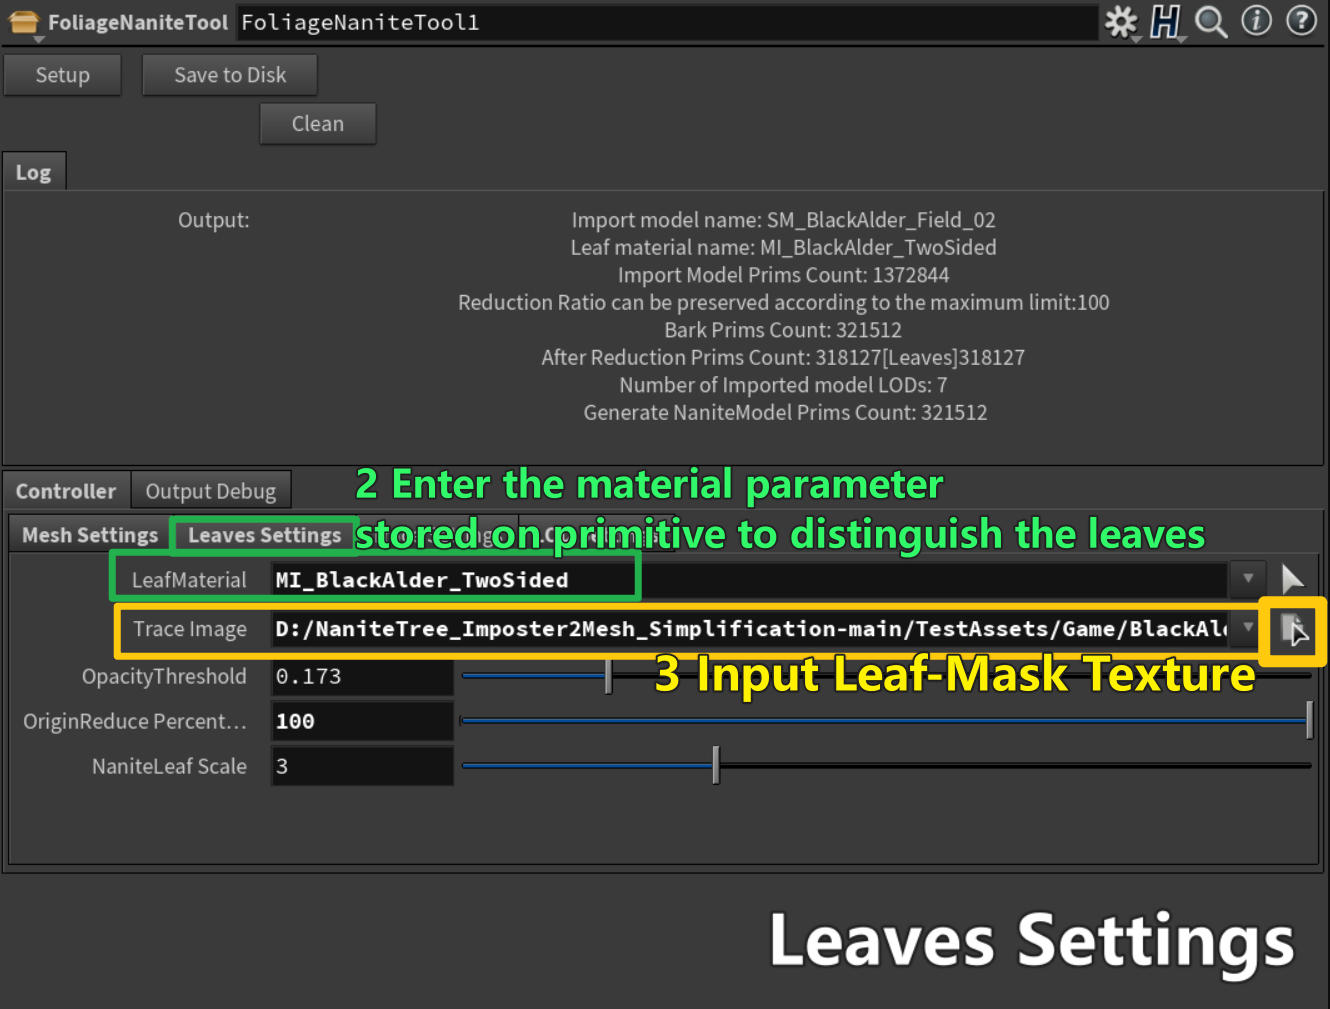 FoliageNaniteTool FoliageNaniteTool1
Setup Save to Disk
Clean
Log
Output:
Import model name: SM_BlackAlder_Field_02
Leaf material name: MI_BlackAlder_TwoSided
Import Model Prims Count: 1372844
Reduction Ratio can be preserved according to the maximum limit:100
Bark Prims Count: 321512
After Reduction Prims Count: 318127[Leaves]318127
Number of Imported model LODs: 7
Generate NaniteModel Prims Count: 321512
Controller Output Debug
2 Enter the material parameter
stored on primitive to distinguish the leaves
Mesh Settings Leaves Settings
LeafMaterial MI_BlackAlder_TwoSided
Trace Image D:/NaniteTree_Imposter2Mesh_Simplification-main/TestAssets/Game/BlackAl
3 Input Leaf-Mask Texture
OpacityThreshold 0.173
OriginReduce Percent... 100
NaniteLeaf Scale 3
Leaves Settings